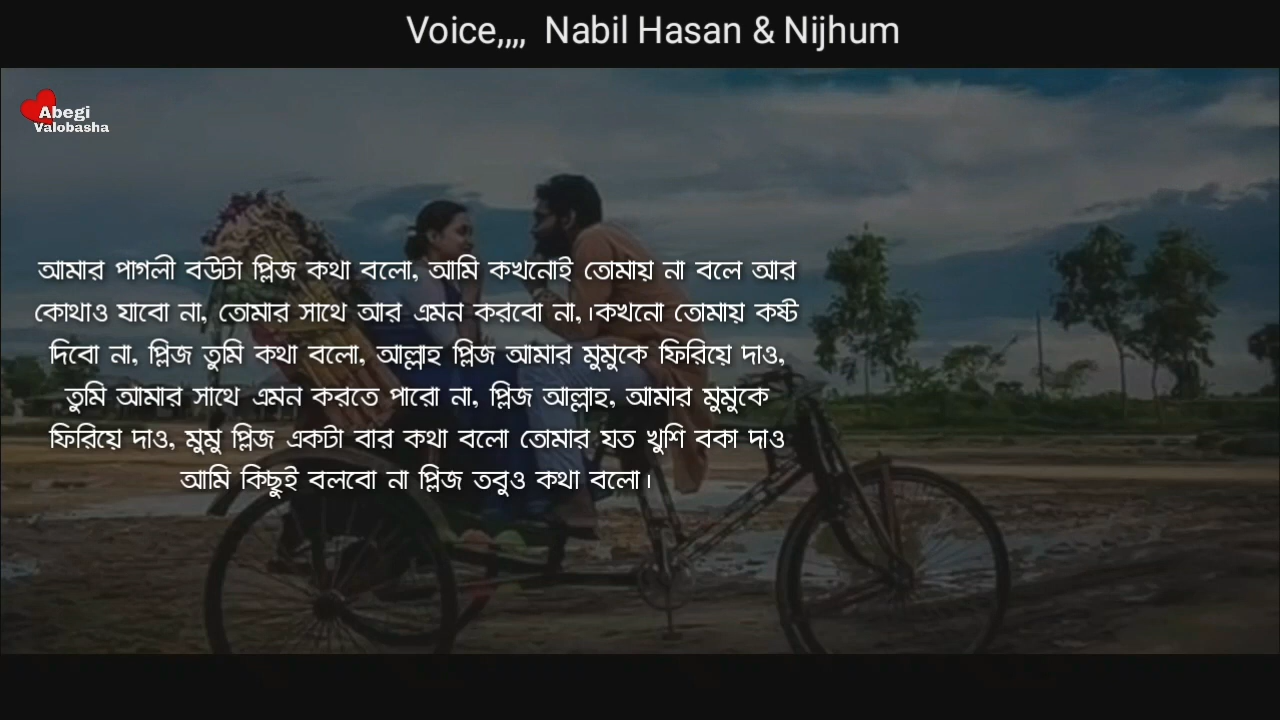 Voice,,,, Nabil Hasan & Nijhum
Abegi
Valobasha
আমার পাগলী বউটা প্লিজ কথা বলো, আমি কখনোই তোমায় না বলে আর
কোথাও যাবো না, তোমার সাথে আর এমন করবো না,।কখনো তোমায় কষ্ট
দিবো না, প্লিজ তুমি কথা বলো, আল্লাহ প্লিজ আমার মুমুকে ফিরিয়ে দাও,
তুমি আমার সাথে এমন করতে পারো না, প্লিজ আল্লাহ, আমার মুমুকে
ফিরিয়ে দাও, মুমু প্লিজ একটা বার কথা বলো তোমার যত খুশি বকা দাও
আমি কিছুই বলবো না প্লিজ তবুও কথা বলো।